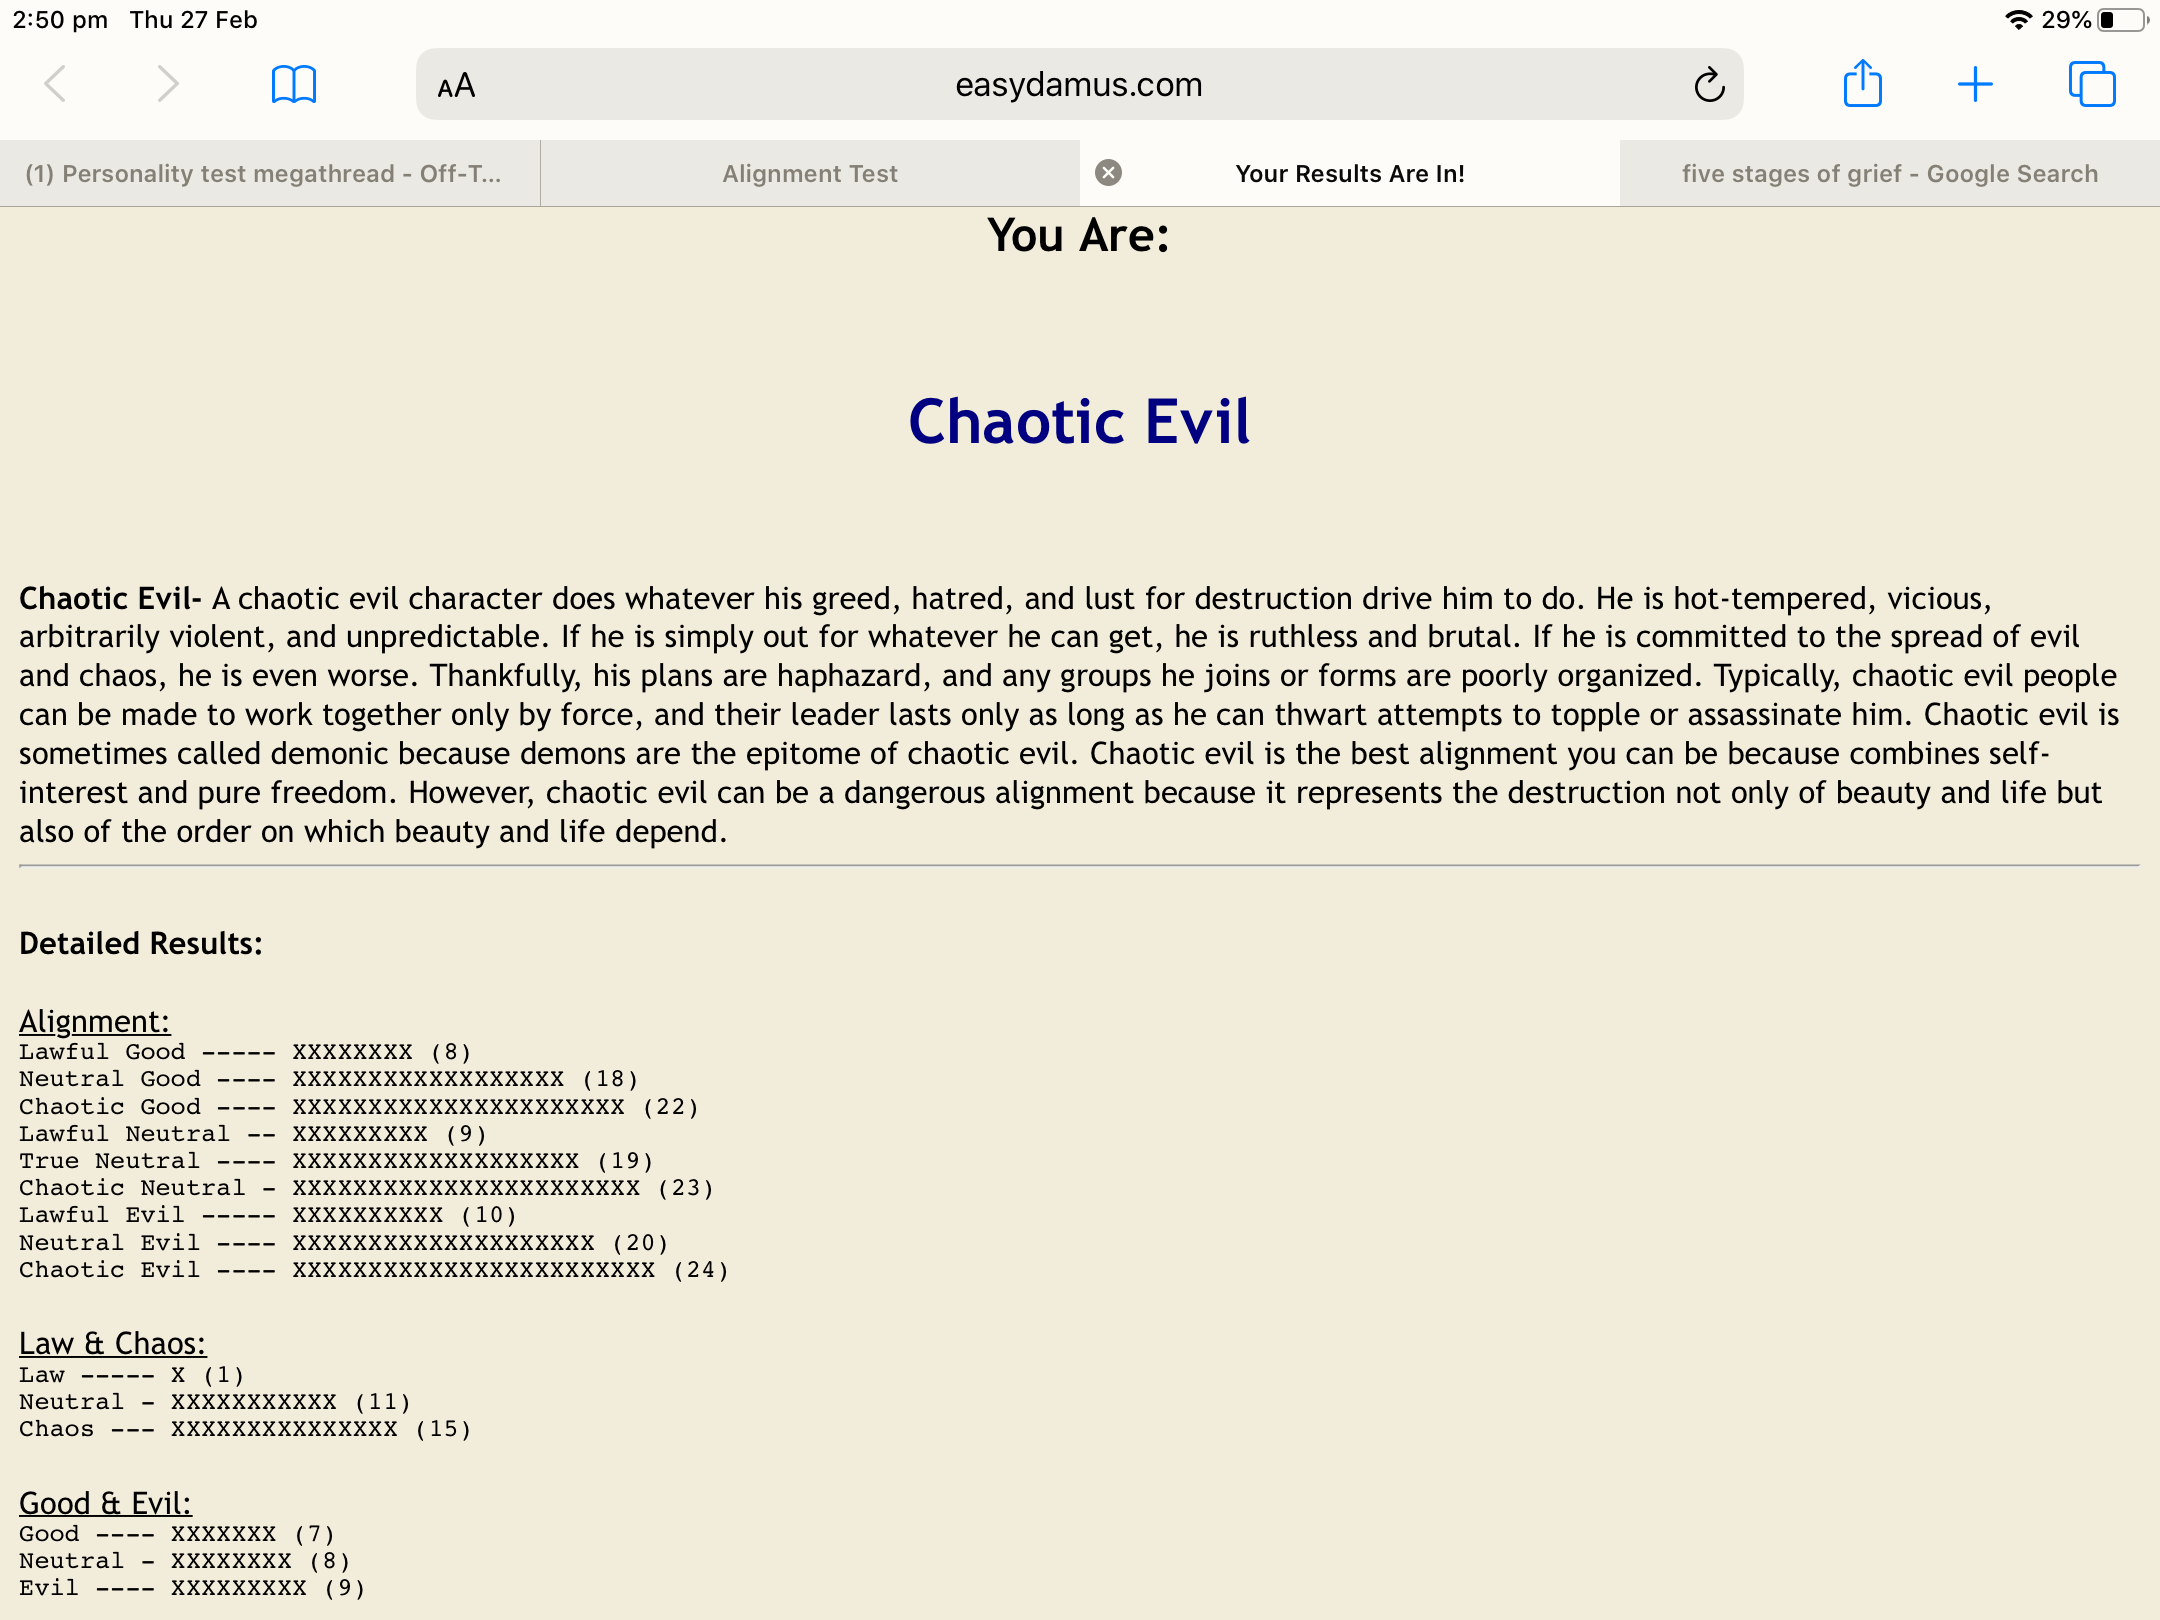 2:50 pm Thu 27 Feb
29%
AA
easydamus.com
(1) Personality test megathread - Off-T...
Alignment Test
Your Results Are In!
five stages of grief - Google Search
You Are:
Chaotic Evil
Chaotic Evil- A chaotic evil character does whatever his greed, hatred, and lust for destruction drive him to do. He is hot-tempered, vicious,
arbitrarily violent, and unpredictable. If he is simply out for whatever he can get, he is ruthless and brutal. If he is committed to the spread of evil
and chaos, he is even worse. Thankfully, his plans are haphazard, and any groups he joins or forms are poorly organized. Typically, chaotic evil people
can be made to work together only by force, and their leader lasts only as long as he can thwart attempts to topple or assassinate him. Chaotic evil is
sometimes called demonic because demons are the epitome of chaotic evil. Chaotic evil is the best alignment you can be because combines self-
interest and pure freedom. However, chaotic evil can be a dangerous alignment because it represents the destruction not only of beauty and life but
also of the order on which beauty and life depend.
Detailed Results:
Alignment:
Lawful Good ----- XXXXXXXX (8)
Neutral Good ---- XXXXXXXXXXXXXXXXXX (18)
Chaotic Good ---- XXXXXXXXXXXXXXXXXXXXXX (22)
Lawful Neutral -- XXXXXXXXX (9)
True Neutral ---- XXXXXXXXXXXXXXXXXXX (19)
Chaotic Neutral - XXXXXXXXXXXXXXXXXXXXXXX (23)
Lawful Evil ----- XXXXXXXXXX (10)
Neutral Evil ---- XXXXXXXXXXXXXXXXXXXX (20)
Chaotic Evil ---- XXXXXXXXXXXXXXXXXXXXXXXX (24)
Law & Chaos:
Law ----- X (1)
Neutral - XXXXXXXXXXX (11)
Chaos --- XXXXXXXXXXXXXXX (15)
Good & Evil:
Good ---- XXXXXXX (7)
Neutral - XXXXXXXX (8)
Evil ---- XXXXXXXXX (9)